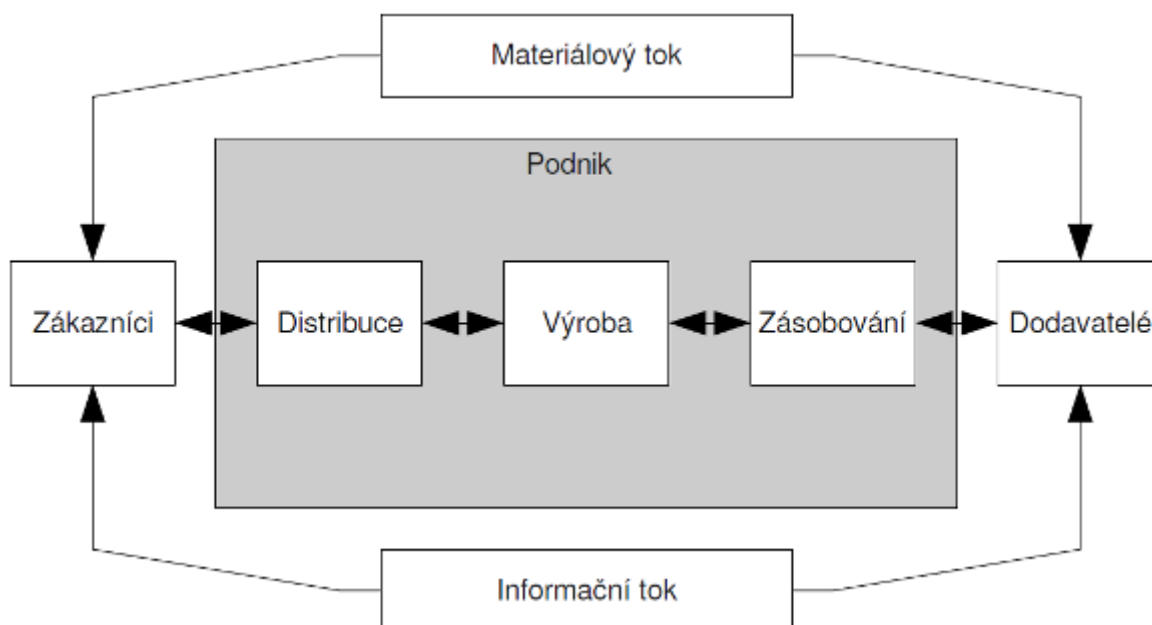 Materiálový tok
Podnik
Zákazníci
Distribuce
Výroba
Zásobování
Dodavatelé
Informační tok